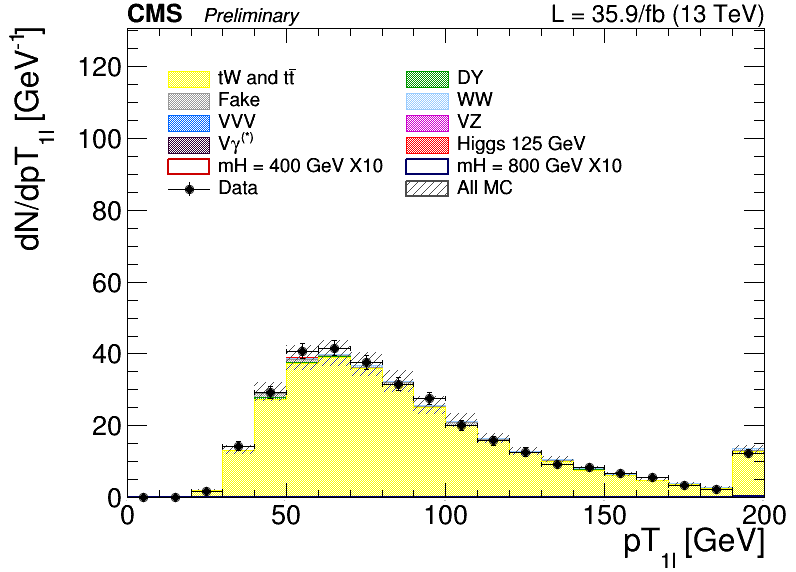 CMS Preliminary L = 35.9/fb (13 TeV)
dN/dpT_1l [GeV^-1]
120
100
80
60
40
20
0
tW and tt̄ DY
Fake WW
VVV VZ
Vγ^(*) Higgs 125 GeV
mH = 400 GeV X10 mH = 800 GeV X10
Data All MC
0 50 100 150 200
pT_1l [GeV]